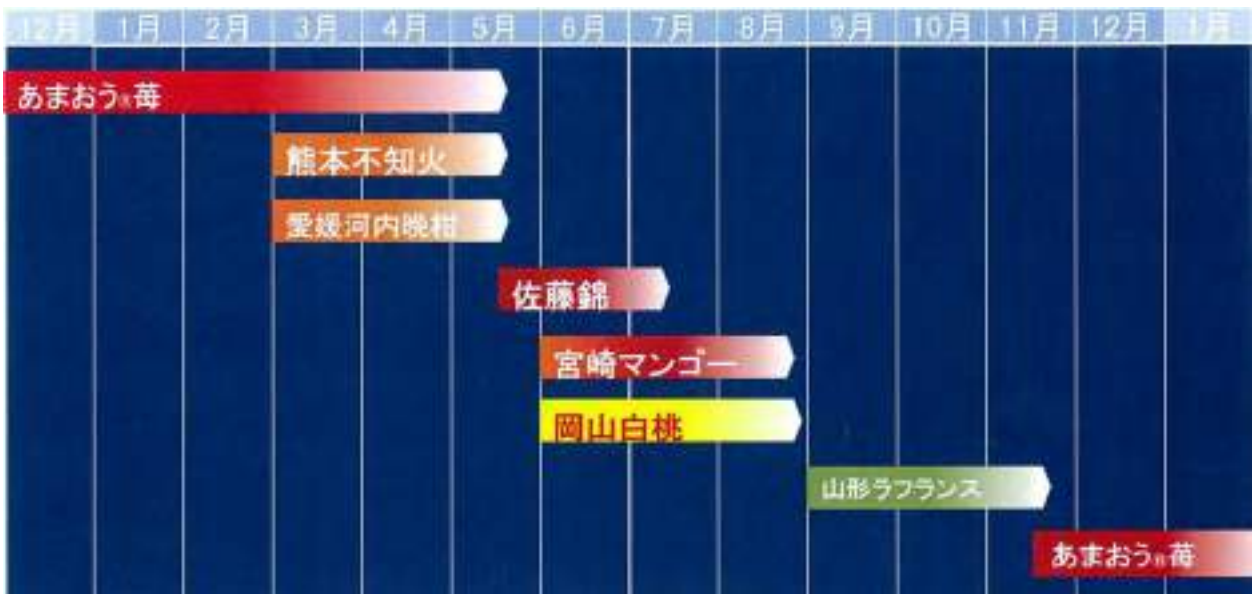 12月 1月 2月 3月 4月 5月 6月 7月 8月 9月 10月 11月 12月 1月
あまおう®苺
熊本不知火
愛媛河内晩柑
佐藤錦
宮崎マンゴー
岡山白桃
山形ラフランス
あまおう®苺